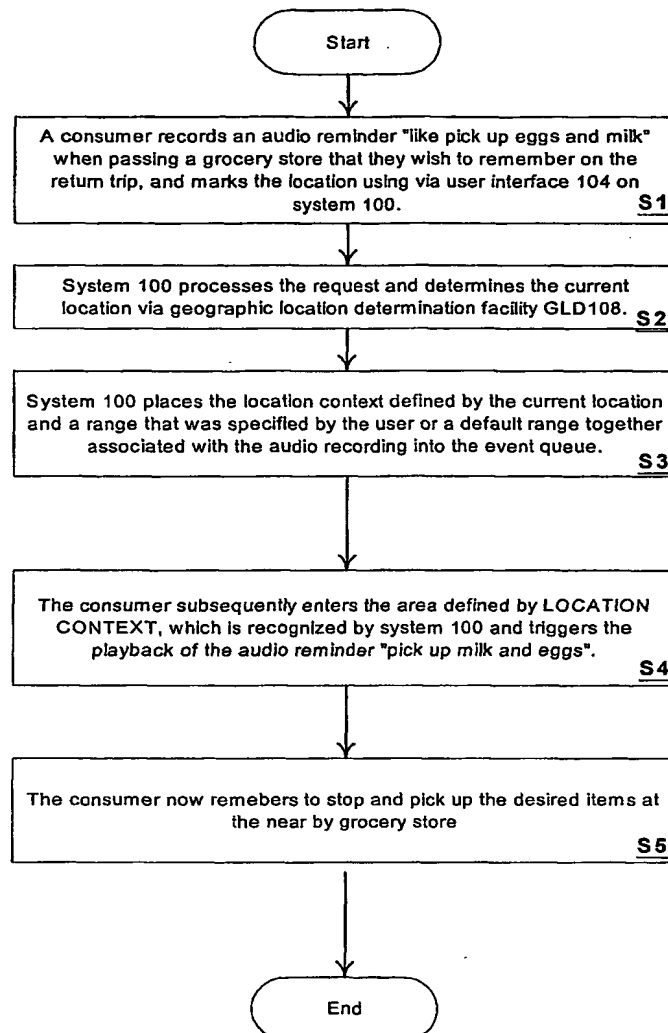 Start
A consumer records an audio reminder "like pick up eggs and milk"
when passing a grocery store that they wish to remember on the
return trip, and marks the location using via user interface 104 on
system 100.
S1
System 100 processes the request and determines the current
location via geographic location determination facility GLD108.
S2
System 100 places the location context defined by the current location
and a range that was specified by the user or a default range together
associated with the audio recording into the event queue.
S3
The consumer subsequently enters the area defined by LOCATION
CONTEXT, which is recognized by system 100 and triggers the
playback of the audio reminder "pick up milk and eggs".
S4
The consumer now remebers to stop and pick up the desired items at
the near by grocery store
S5
End